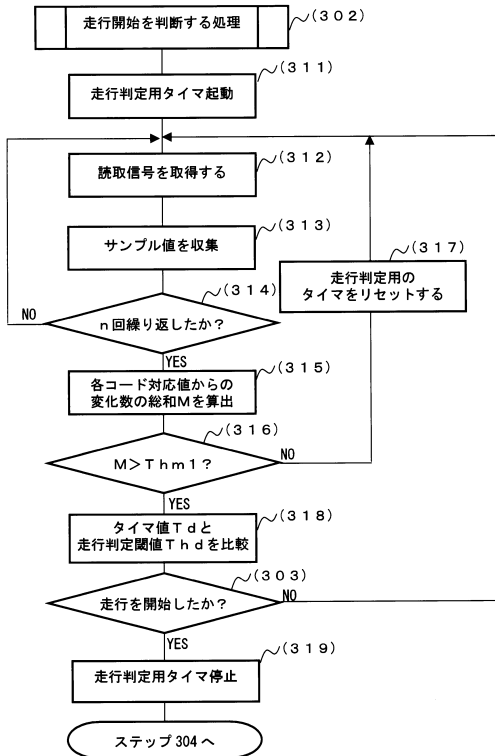 走行開始を判断する処理
(302)
(311)
走行判定用タイマ起動
(312)
読取信号を取得する
(313)
サンプル値を収集
(317)
走行判定用の
タイマをリセットする
(314)
n回繰り返したか?
NO
YES
(315)
各コード対応値からの
変化数の総和Mを算出
(316)
M>Thm1?
NO
YES
(318)
タイマ値Tdと
走行判定閾値Thdを比較
(303)
走行を開始したか?
NO
YES
(319)
走行判定用タイマ停止
ステップ304へ